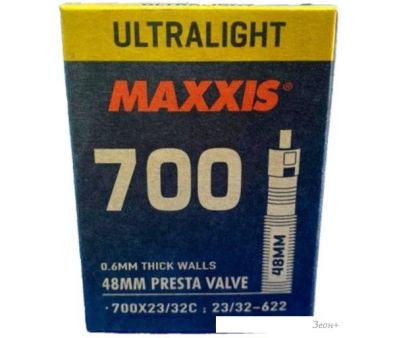 ULTRALIGHT
MAXXIS®
700
48MM
0.6MM THICK WALLS
48MM PRESTA VALVE
·700X23/32C ; 23/32-622
Зеон+